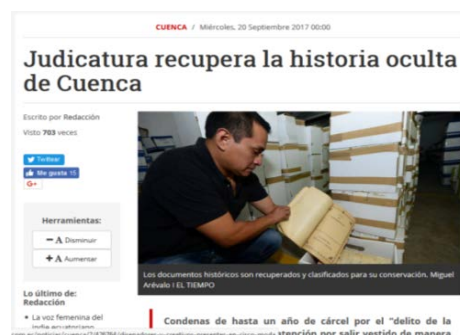 CUENCA / Miércoles, 20 Septiembre 2017 00:00
Judicatura recupera la historia oculta
de Cuenca
Escrito por Redacción
Visto 703 veces
Twittear
Me gusta 15
G+
Herramientas:
– A Disminuir
+ A Aumentar
Los documentos históricos son recuperados y clasificados para su conservación. Miguel
Arévalo I EL TIEMPO
Lo último de:
Redacción
La voz femenina del
indie ecuatoriano
Condenas de hasta un año de cárcel por el "delito de la
atención por salir vestido de manera